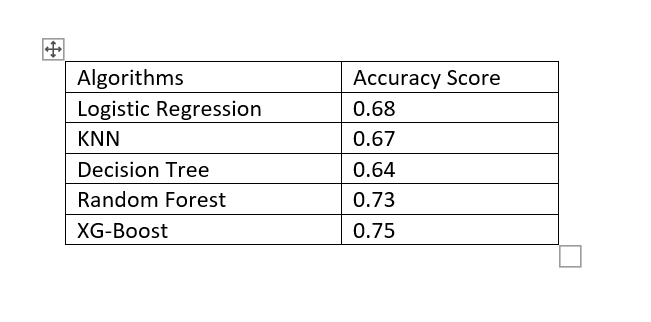 Algorithms Accuracy Score
Logistic Regression 0.68
KNN 0.67
Decision Tree 0.64
Random Forest 0.73
XG-Boost 0.75